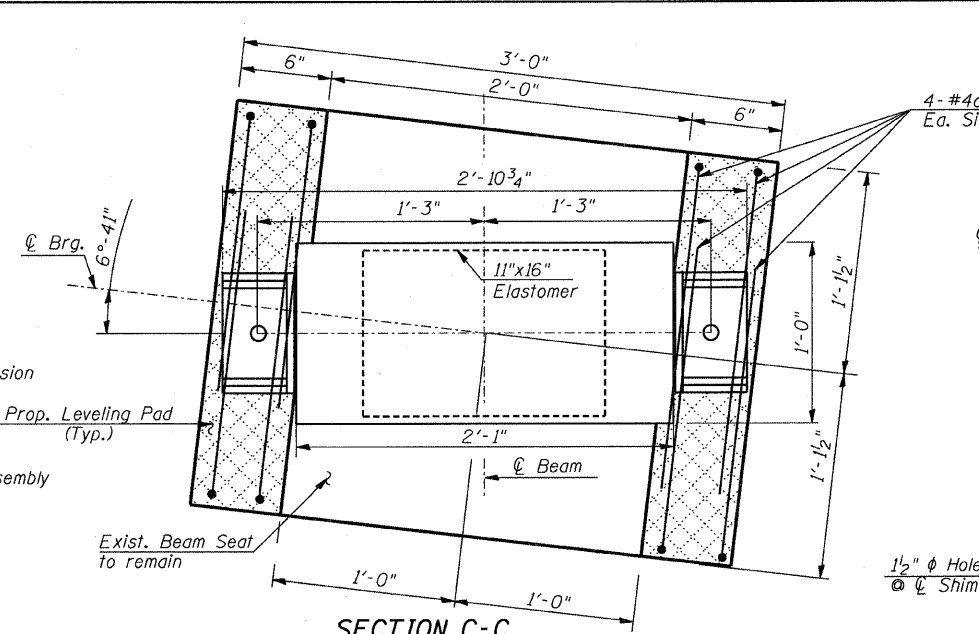 3'-0"
6"
2'-0"
6"
4-#4
Ea. Si
2'-10¾"
1'-3"
1'-3"
6°-41"
℄ Brg.
℄
11"x16"
Elastomer
1'-1½"
1'-0"
sion
Prop. Leveling Pad
(Typ.)
2'-1"
1'-1½"
sembly
℄ Beam
Exist. Beam Seat
to remain
1½" ϕ Hole
@ ℄ Shim
1'-0"
1'-0"
SECTION C-C